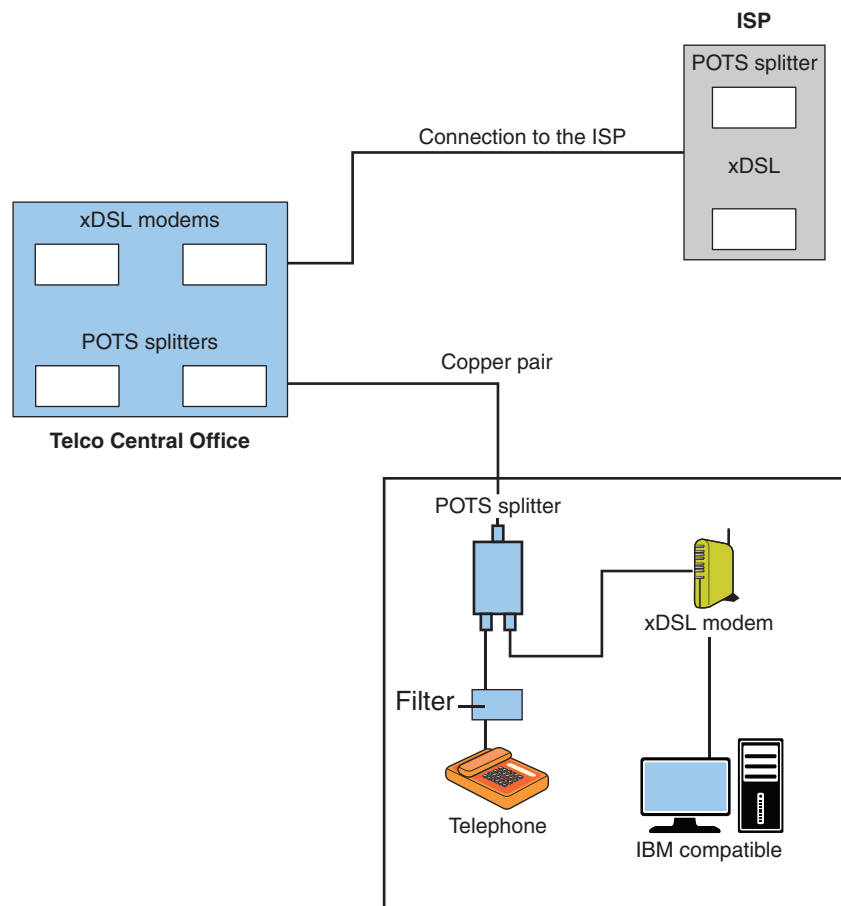 ISP
POTS splitter
Connection to the ISP
xDSL
xDSL modems
POTS splitters
Copper pair
Telco Central Office
POTS splitter
xDSL modem
Filter
Telephone
IBM compatible